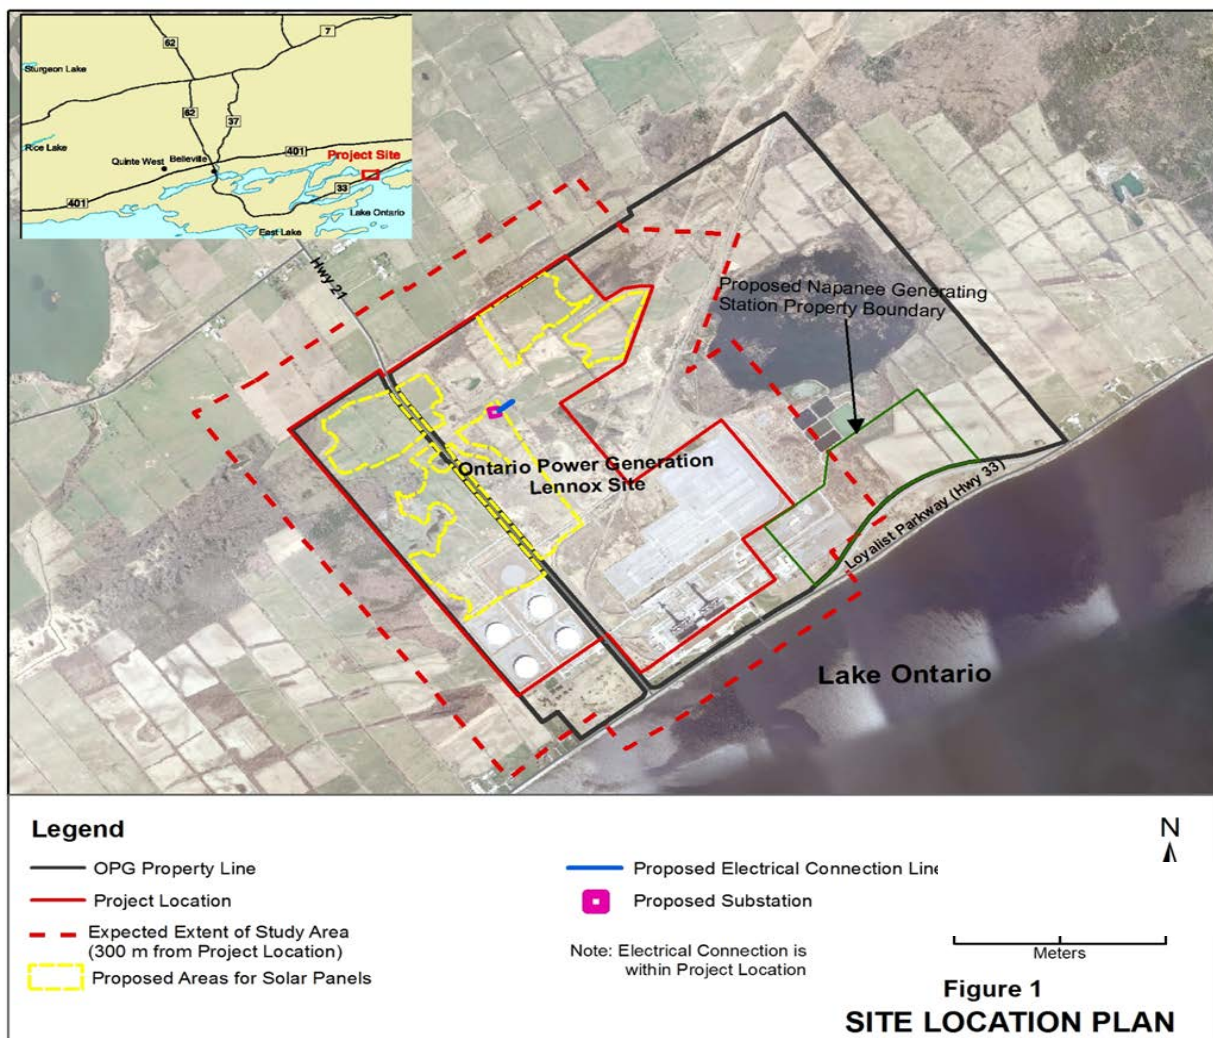 62
7
Sturgeon Lake
62
37
Rice Lake
401
Quinte West
Belleville
Project Site
33
401
Lake Ontario
East Lake
Hwy 21
Proposed Napanee Generating
Station Property Boundary
Ontario Power Generation
Lennox Site
Loyalist Parkway (Hwy 33)
Lake Ontario
Legend
OPG Property Line
Project Location
Expected Extent of Study Area
(300 m from Project Location)
Proposed Areas for Solar Panels
Proposed Electrical Connection Line
Proposed Substation
Note: Electrical Connection is
within Project Location
N
Meters
Figure 1
SITE LOCATION PLAN